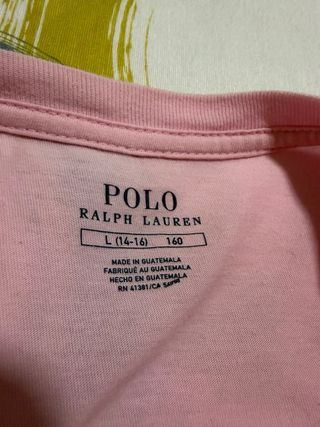 POLO
RALPH LAUREN
L (14-16) 160
MADE IN GUATEMALA
FABRIQUÉ AU GUATEMALA
HECHO EN GUATEMALA
RN 41381/CA